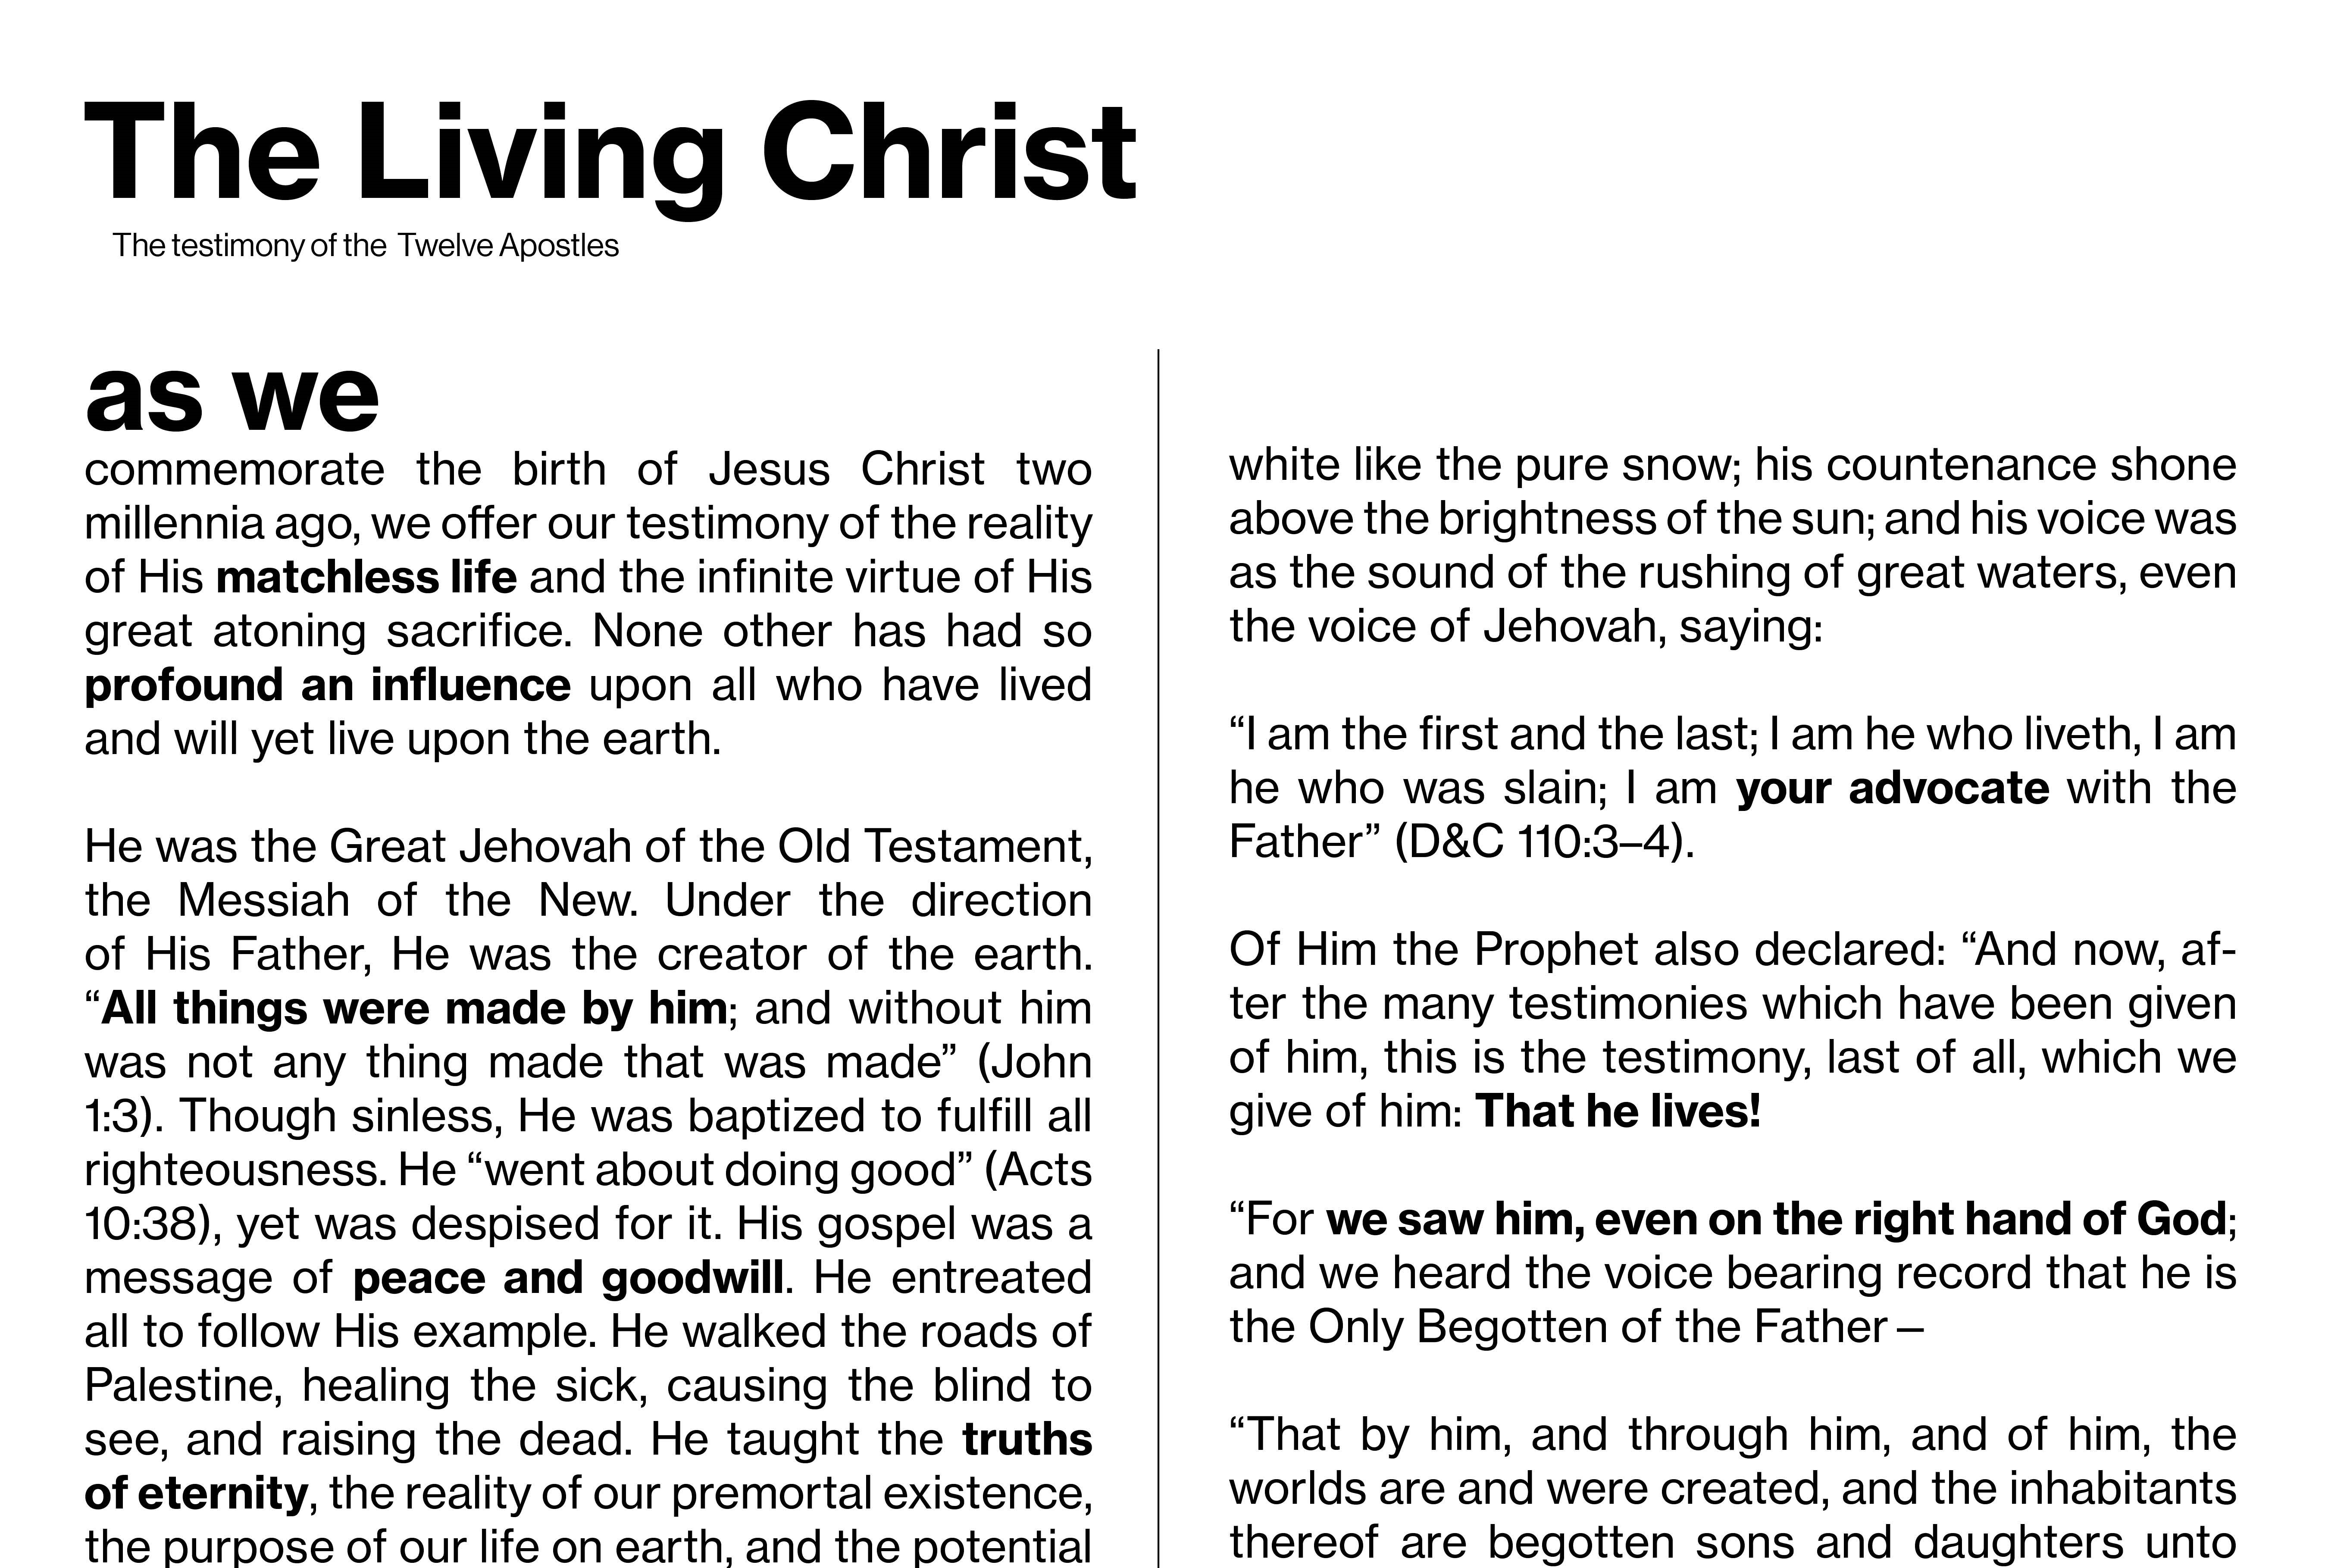 The Living Christ
The testimony of the Twelve Apostles
as we
commemorate the birth of Jesus Christ two
millennia ago, we offer our testimony of the reality
of His matchless life and the infinite virtue of His
great atoning sacrifice. None other has had so
profound an influence upon all who have lived
and will yet live upon the earth.
He was the Great Jehovah of the Old Testament,
the Messiah of the New. Under the direction
of His Father, He was the creator of the earth.
“All things were made by him; and without him
was not any thing made that was made” (John
1:3). Though sinless, He was baptized to fulfill all
righteousness. He “went about doing good” (Acts
10:38), yet was despised for it. His gospel was a
message of peace and goodwill. He entreated
all to follow His example. He walked the roads of
Palestine, healing the sick, causing the blind to
see, and raising the dead. He taught the truths
of eternity, the reality of our premortal existence,
the purpose of our life on earth, and the potential
white like the pure snow; his countenance shone
above the brightness of the sun; and his voice was
as the sound of the rushing of great waters, even
the voice of Jehovah, saying:
“I am the first and the last; I am he who liveth, I am
he who was slain; I am your advocate with the
Father” (D&C 110:3–4).
Of Him the Prophet also declared: “And now, af-
ter the many testimonies which have been given
of him, this is the testimony, last of all, which we
give of him: That he lives!
“For we saw him, even on the right hand of God;
and we heard the voice bearing record that he is
the Only Begotten of the Father—
“That by him, and through him, and of him, the
worlds are and were created, and the inhabitants
thereof are begotten sons and daughters unto